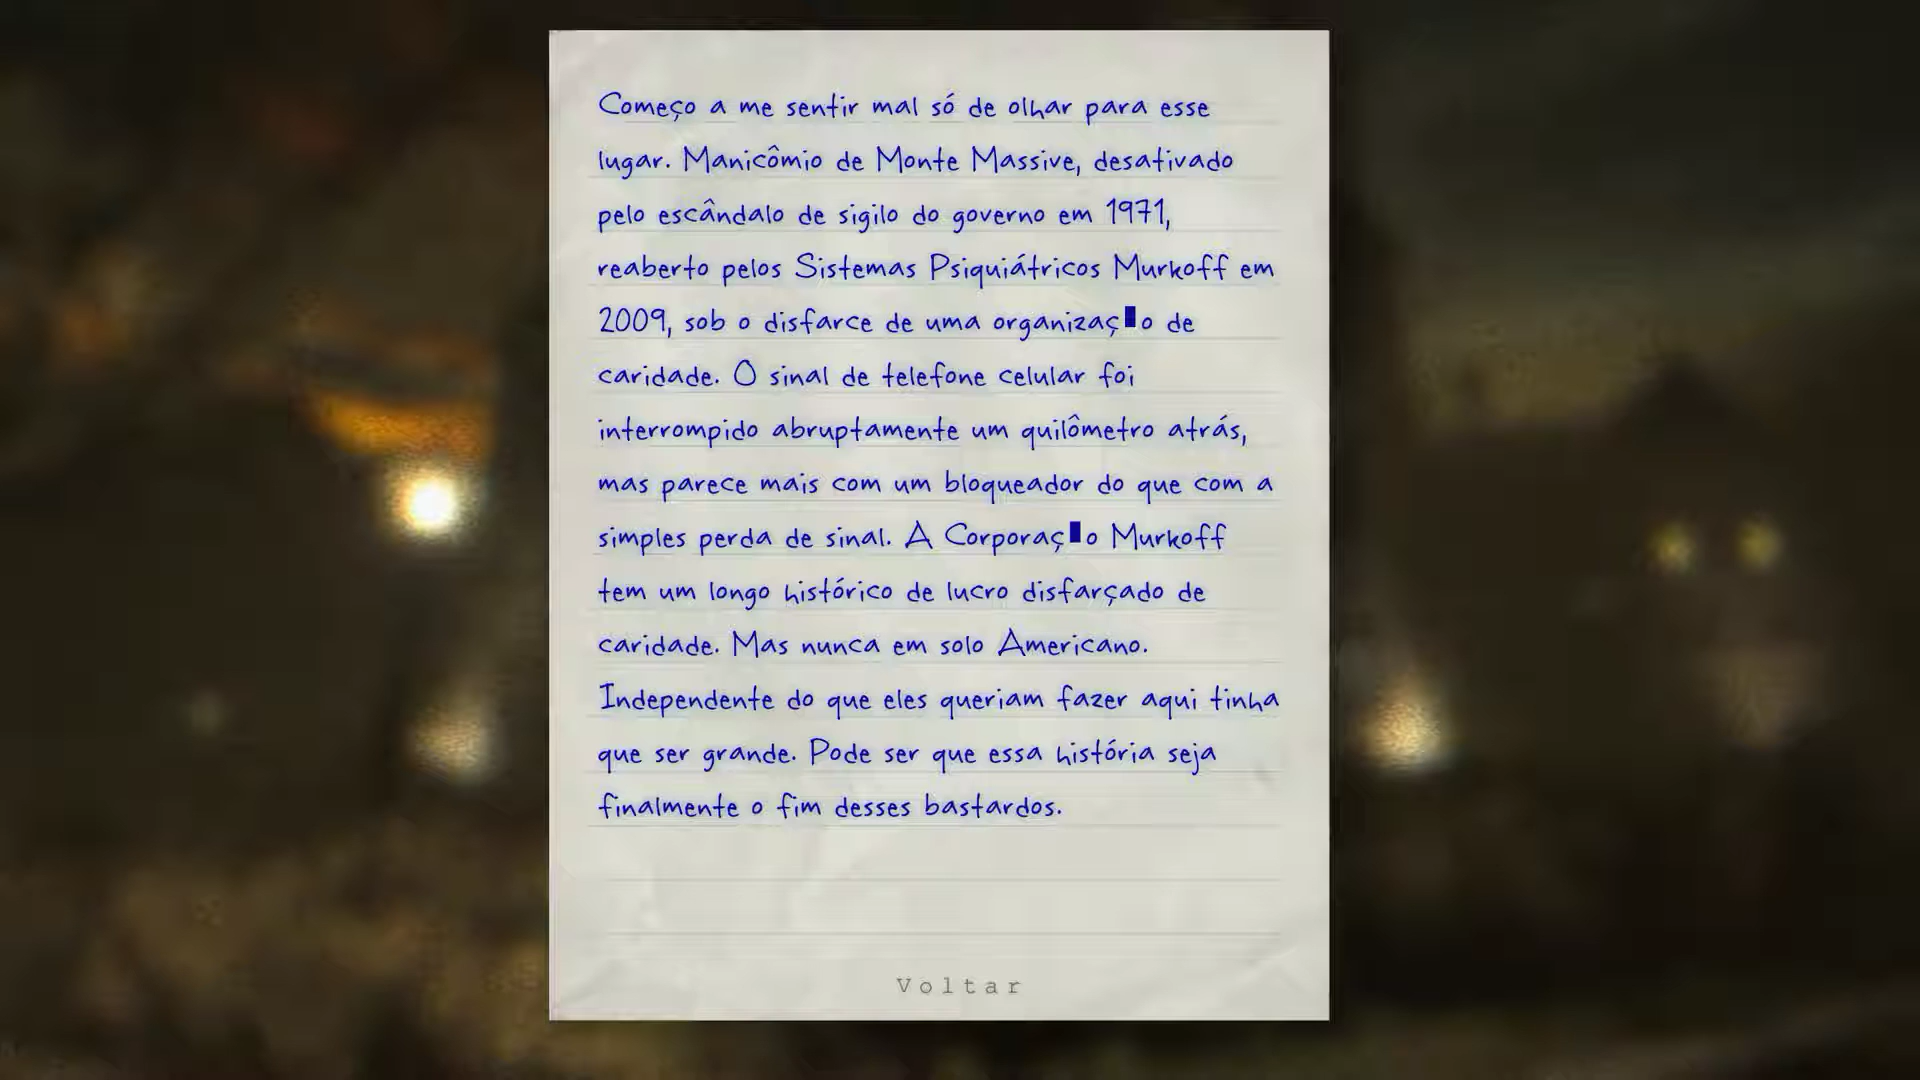 Começo a me sentir mal só de olhar para esse
lugar. Manicômio de Monte Massive, desativado
pelo escândalo de sigilo do governo em 1971,
reaberto pelos Sistemas Psiquiátricos Murkoff em
2009, sob o disfarce de uma organizaç▮o de
caridade. O sinal de telefone celular foi
interrompido abruptamente um quilômetro atrás,
mas parece mais com um bloqueador do que com a
simples perda de sinal. A Corporaç▮o Murkoff
tem um longo histórico de lucro disfarçado de
caridade. Mas nunca em solo Americano.
Independente do que eles queriam fazer aqui tinha
que ser grande. Pode ser que essa história seja
finalmente o fim desses bastardos.
Voltar